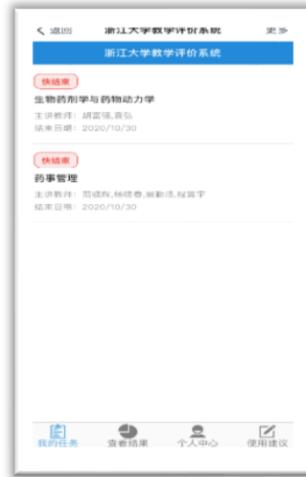 返回 浙江大学教学评价系统 更多
浙江大学教学评价系统
快结束
生物药剂学与药物动力学
主讲教师：胡富强,袁弘
结束日期：2020/10/30
快结束
药事管理
主讲教师：
结束日期：2020/10/30
我的任务 查看结果 个人中心 使用建议